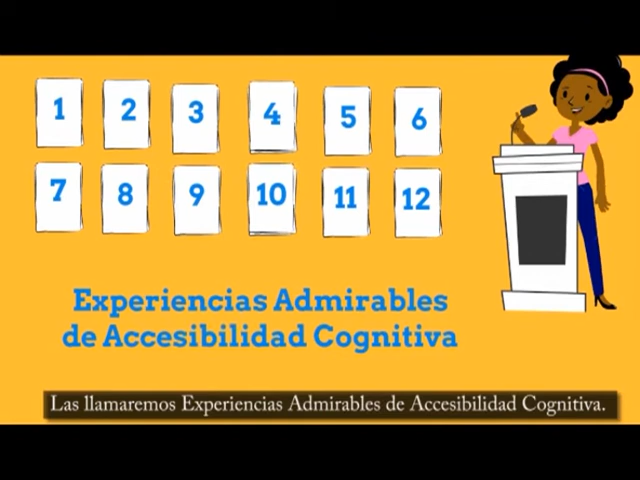 1 2 3 4 5 6
7 8 9 10 11 12
Experiencias Admirables
de Accesibilidad Cognitiva
Las llamaremos Experiencias Admirables de Accesibilidad Cognitiva.